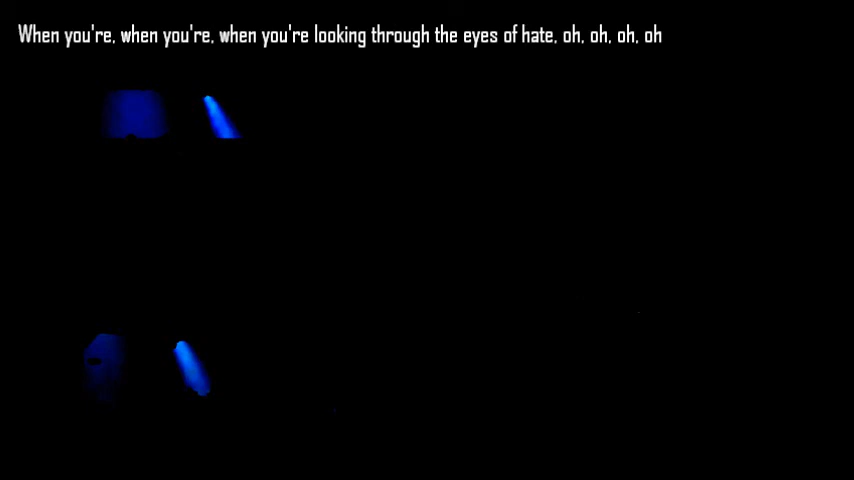 When you're, when you're, when you're looking through the eyes of hate, oh, oh, oh, oh